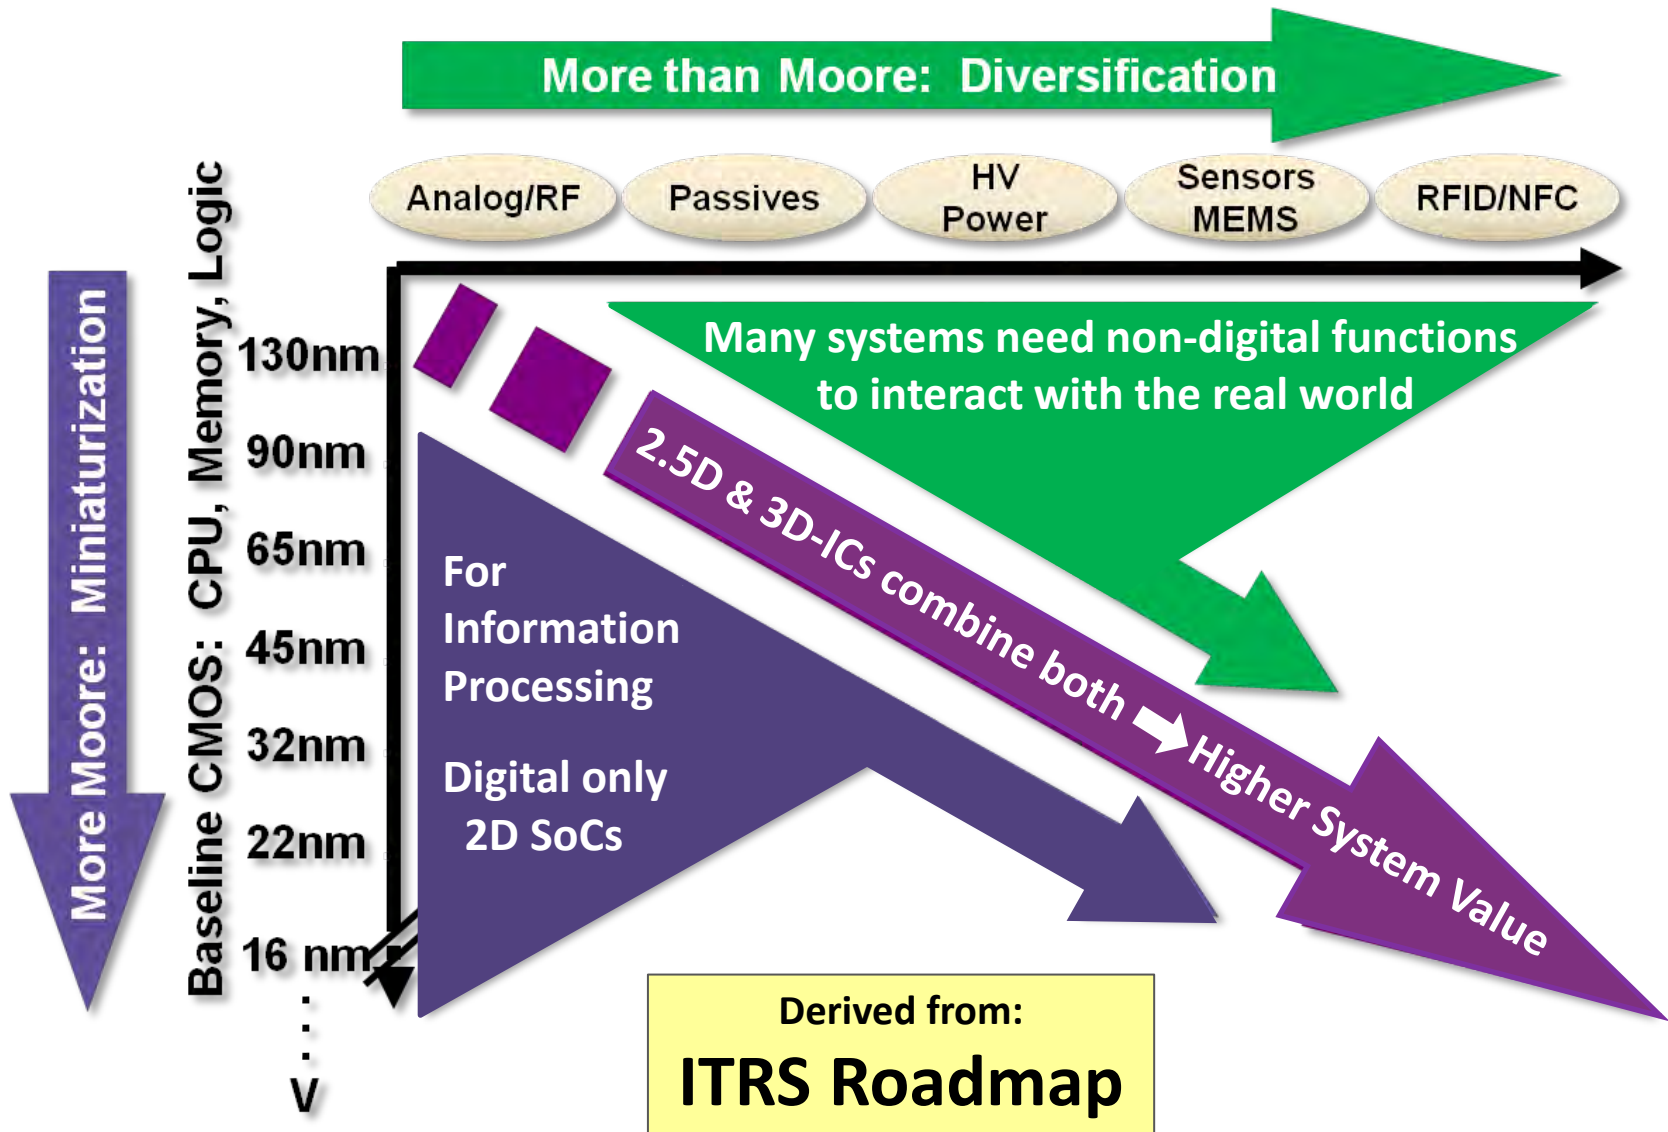 More than Moore:  Diversification
Analog/RF
Passives
HV
Power
Sensors
MEMS
RFID/NFC
More Moore:  Miniaturization
Baseline CMOS:  CPU, Memory, Logic
130nm
90nm
65nm
45nm
32nm
22nm
16 nm
.
.
.
V
Many systems need non-digital functions
to interact with the real world
2.5D & 3D-ICs combine both
Higher System Value
For
Information
Processing
Digital only
2D SoCs
Derived from:
ITRS Roadmap